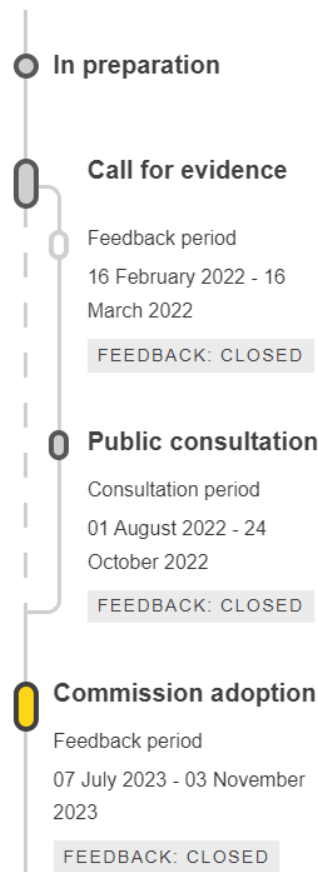 In preparation
Call for evidence
Feedback period
16 February 2022 - 16
March 2022
FEEDBACK: CLOSED
Public consultation
Consultation period
01 August 2022 - 24
October 2022
FEEDBACK: CLOSED
Commission adoption
Feedback period
07 July 2023 - 03 November
2023
FEEDBACK: CLOSED